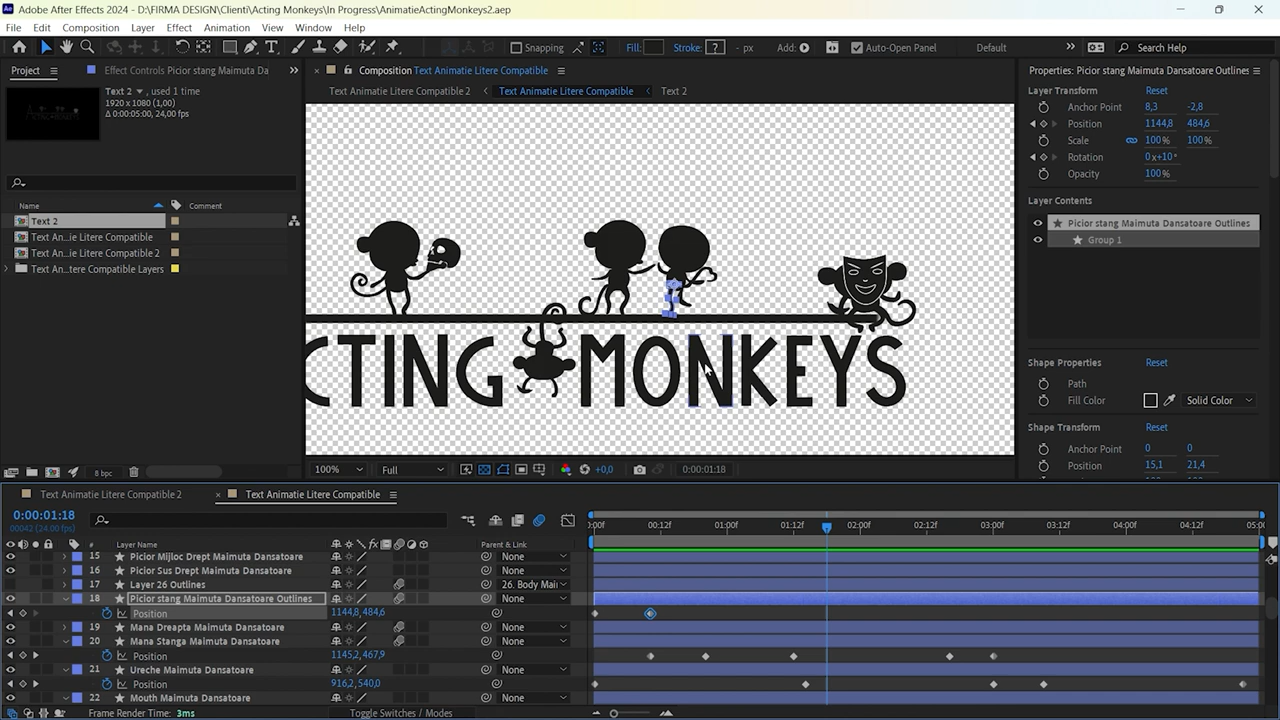 Adobe After Effects 2024 - D:\FIRMA DESIGN\Clienti\Acting Monkeys\In Progress\AnimatieActingMonkeys2.aep
File Edit Composition Layer Effect Animation View Window Help
Snapping Fill: Stroke: ? - px Add: Auto-Open Panel Default Search Help
Project Effect Controls Picior stang Maimuta Da
Composition Text Animatie Litere Compatible
Properties: Picior stang Maimuta Dansatoare Outlines
Text 2 , used 1 time
1920 x 1080 (1,00)
Δ 0:00:05:00, 24,00 fps
Text Animatie Litere Compatible 2 Text Animatie Litere Compatible Text 2
Layer Transform Reset
Anchor Point 8,3 -2,8
Position 1144,8 484,6
Scale 100% 100%
Rotation 0x+10°
Opacity 100%
Name Comment
Text 2
Text An...ie Litere Compatible
Text An...ie Litere Compatible 2
Text An...tere Compatible Layers
Layer Contents
Picior stang Maimuta Dansatoare Outlines
Group 1
CTING MONKEYS
Shape Properties Reset
Path
Fill Color Solid Color
Shape Transform Reset
Anchor Point 0 0
Position 15,1 21,4
8 bpc
100% Full +0,0 0:00:01:18
Text Animatie Litere Compatible 2 Text Animatie Litere Compatible
0:00:01:18
00042 (24.00 fps)
:00f 00:12f 01:00f 01:12f 02:00f 02:12f 03:00f 03:12f 04:00f 04:12f 05:00f
# Layer Name Parent & Link
15 Picior Mijloc Drept Maimuta Dansatoare None
16 Picior Sus Drept Maimuta Dansatoare None
17 Layer 26 Outlines 26. Body Mai
18 Picior stang Maimuta Dansatoare Outlines None
Position 1144,8, 484,6
19 Mana Dreapta Maimuta Dansatoare None
20 Mana Stanga Maimuta Dansatoare None
Position 1145,2, 467,9
21 Ureche Maimuta Dansatoare None
Position 916,2, 540,0
22 Mouth Maimuta Dansatoare None
Frame Render Time: 3ms Toggle Switches / Modes